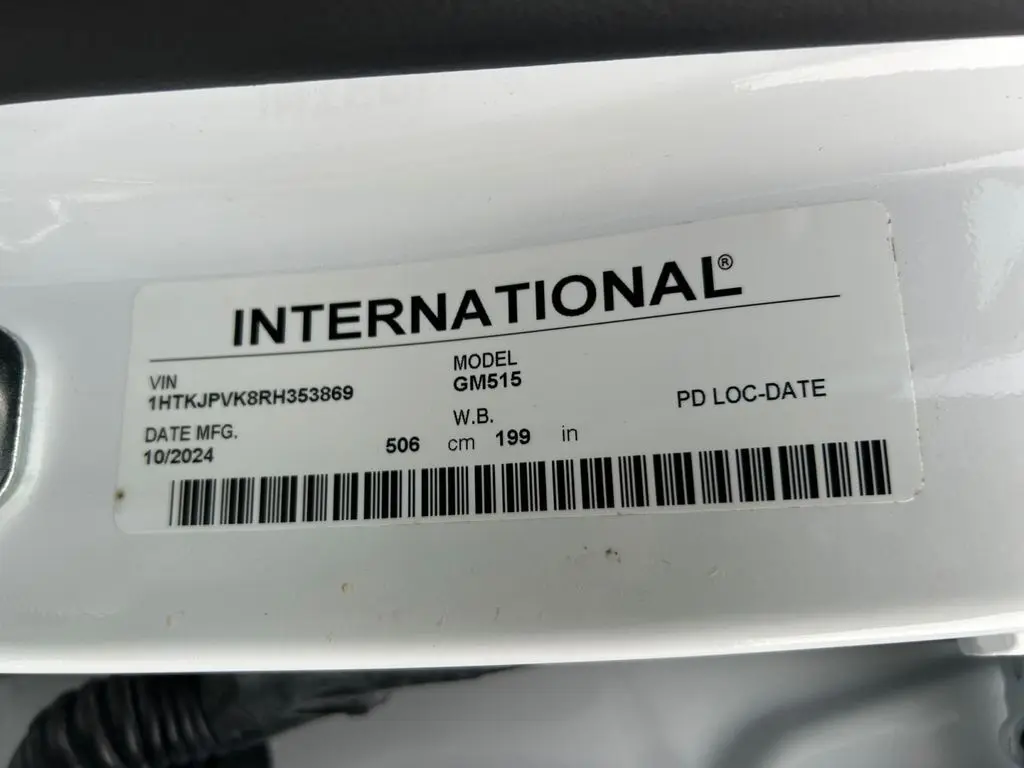 INTERNATIONAL®
VIN
1HTKJPVK8RH353869
MODEL
GM515
DATE MFG.
10/2024
W.B.
506 cm 199 in
PD LOC-DATE